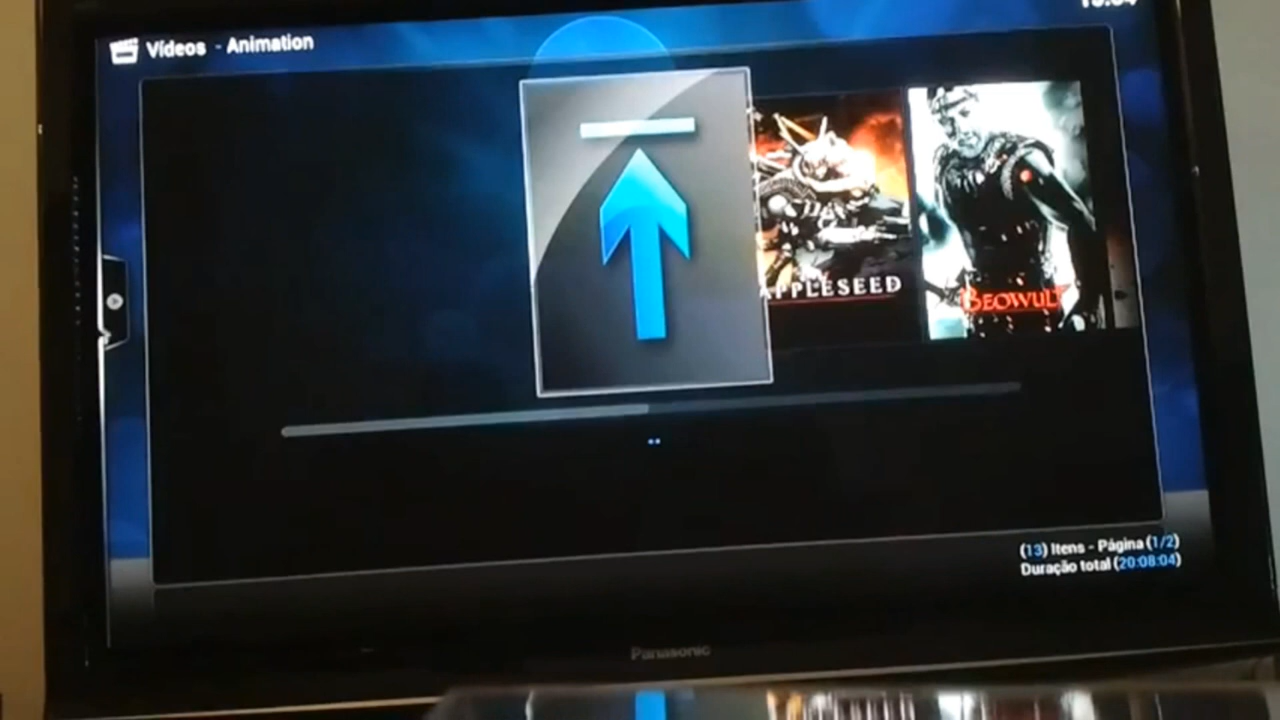 Vídeos - Animation
APPLESEED
BEOWULF
..
(13) Itens - Página (1/2)
Duração total (20:08:04)
Panasonic